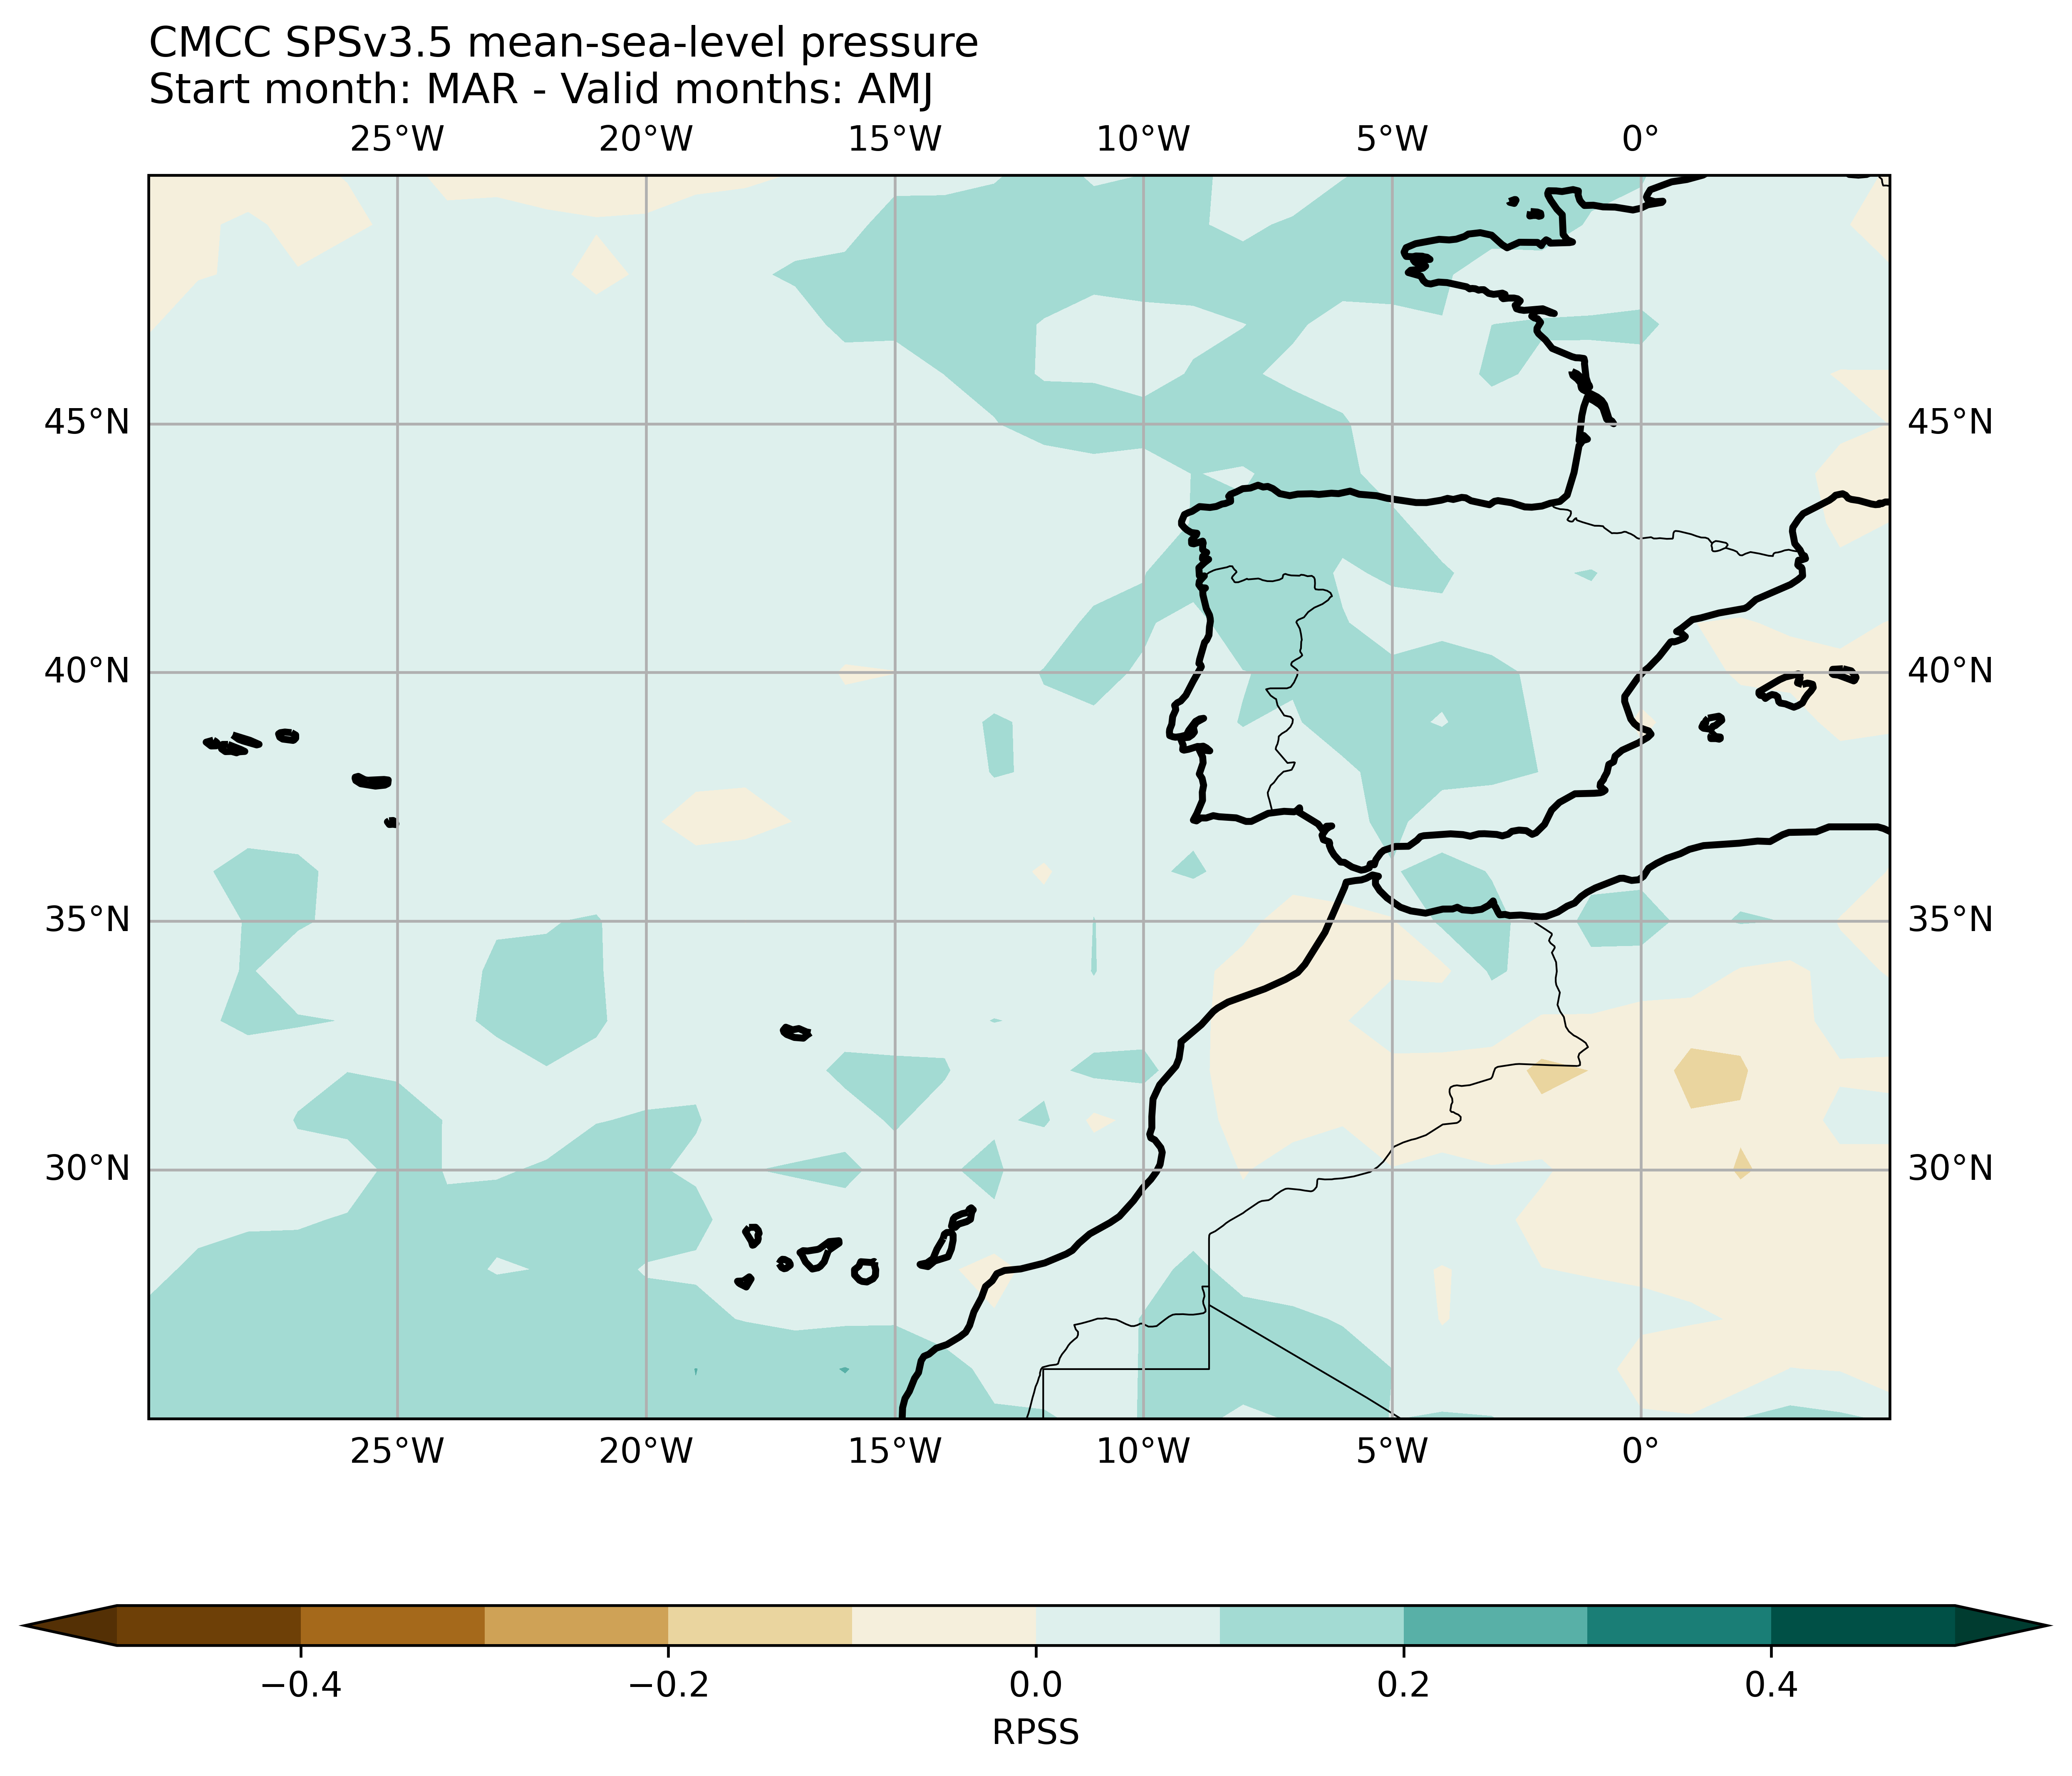 CMCC SPSv3.5 mean-sea-level pressure
Start month: MAR - Valid months: AMJ
25°W 20°W 15°W 10°W 5°W 0°
45°N 45°N
40°N 40°N
35°N 35°N
30°N 30°N
25°W 20°W 15°W 10°W 5°W 0°
−0.4 −0.2 0.0 0.2 0.4
RPSS